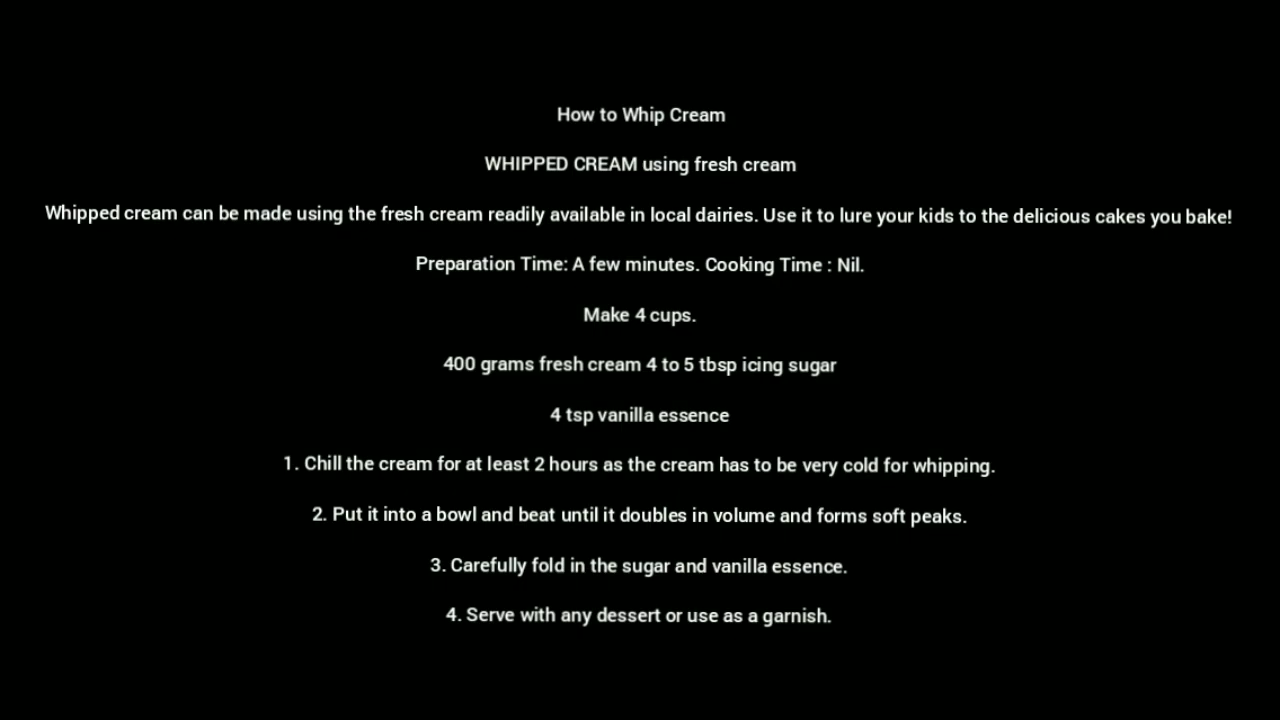 How to Whip Cream
WHIPPED CREAM using fresh cream
Whipped cream can be made using the fresh cream readily available in local dairies. Use it to lure your kids to the delicious cakes you bake!
Preparation Time: A few minutes. Cooking Time : Nil.
Make 4 cups.
400 grams fresh cream 4 to 5 tbsp icing sugar
4 tsp vanilla essence
1. Chill the cream for at least 2 hours as the cream has to be very cold for whipping.
2. Put it into a bowl and beat until it doubles in volume and forms soft peaks.
3. Carefully fold in the sugar and vanilla essence.
4. Serve with any dessert or use as a garnish.